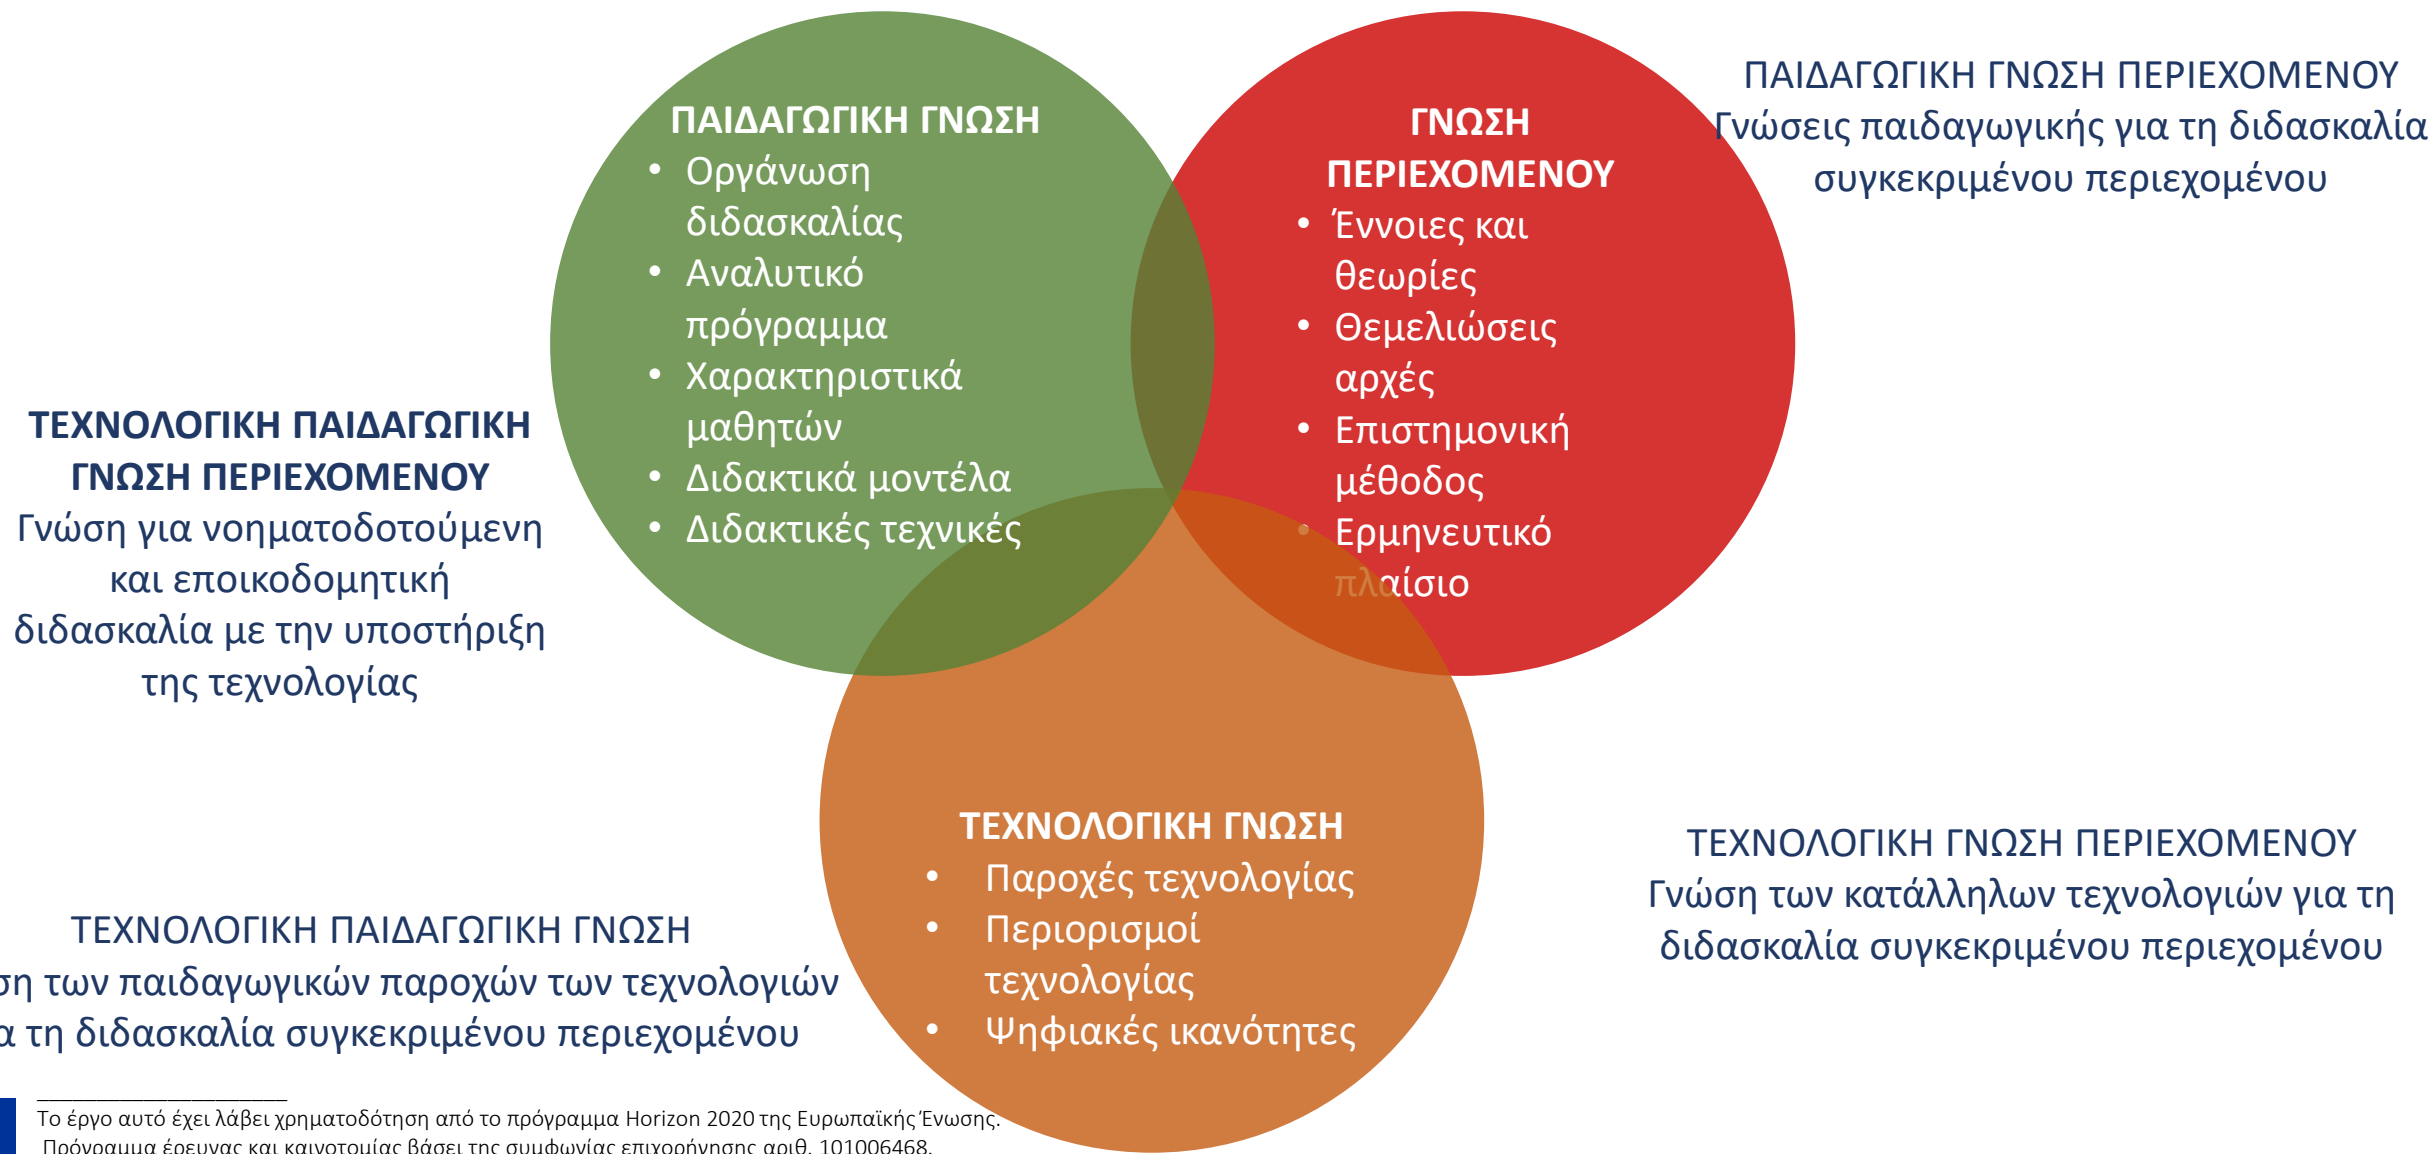 ΠΑΙΔΑΓΩΓΙΚΗ ΓΝΩΣΗ
• Οργάνωση
διδασκαλίας
• Αναλυτικό
πρόγραμμα
• Χαρακτηριστικά
μαθητών
• Διδακτικά μοντέλα
• Διδακτικές τεχνικές
ΓΝΩΣΗ
ΠΕΡΙΕΧΟΜΕΝΟΥ
• Έννοιες και
θεωρίες
• Θεμελιώσεις
αρχές
• Επιστημονική
μέθοδος
• Ερμηνευτικό
πλαίσιο
ΠΑΙΔΑΓΩΓΙΚΗ ΓΝΩΣΗ ΠΕΡΙΕΧΟΜΕΝΟΥ
Γνώσεις παιδαγωγικής για τη διδασκαλία
συγκεκριμένου περιεχομένου
ΤΕΧΝΟΛΟΓΙΚΗ ΠΑΙΔΑΓΩΓΙΚΗ
ΓΝΩΣΗ ΠΕΡΙΕΧΟΜΕΝΟΥ
Γνώση για νοηματοδοτούμενη
και εποικοδομητική
διδασκαλία με την υποστήριξη
της τεχνολογίας
ΤΕΧΝΟΛΟΓΙΚΗ ΓΝΩΣΗ
• Παροχές τεχνολογίας
• Περιορισμοί
τεχνολογίας
• Ψηφιακές ικανότητες
ΤΕΧΝΟΛΟΓΙΚΗ ΓΝΩΣΗ ΠΕΡΙΕΧΟΜΕΝΟΥ
Γνώση των κατάλληλων τεχνολογιών για τη
διδασκαλία συγκεκριμένου περιεχομένου
ΤΕΧΝΟΛΟΓΙΚΗ ΠΑΙΔΑΓΩΓΙΚΗ ΓΝΩΣΗ
των παιδαγωγικών παροχών των τεχνολογιών
τη διδασκαλία συγκεκριμένου περιεχομένου
Το έργο αυτό έχει λάβει χρηματοδότηση από το πρόγραμμα Horizon 2020 της Ευρωπαϊκής Ένωσης.
Πρόγραμμα έρευνας και καινοτομίας βάσει της συμφωνίας επιχορήγησης αριθ. 101006468.